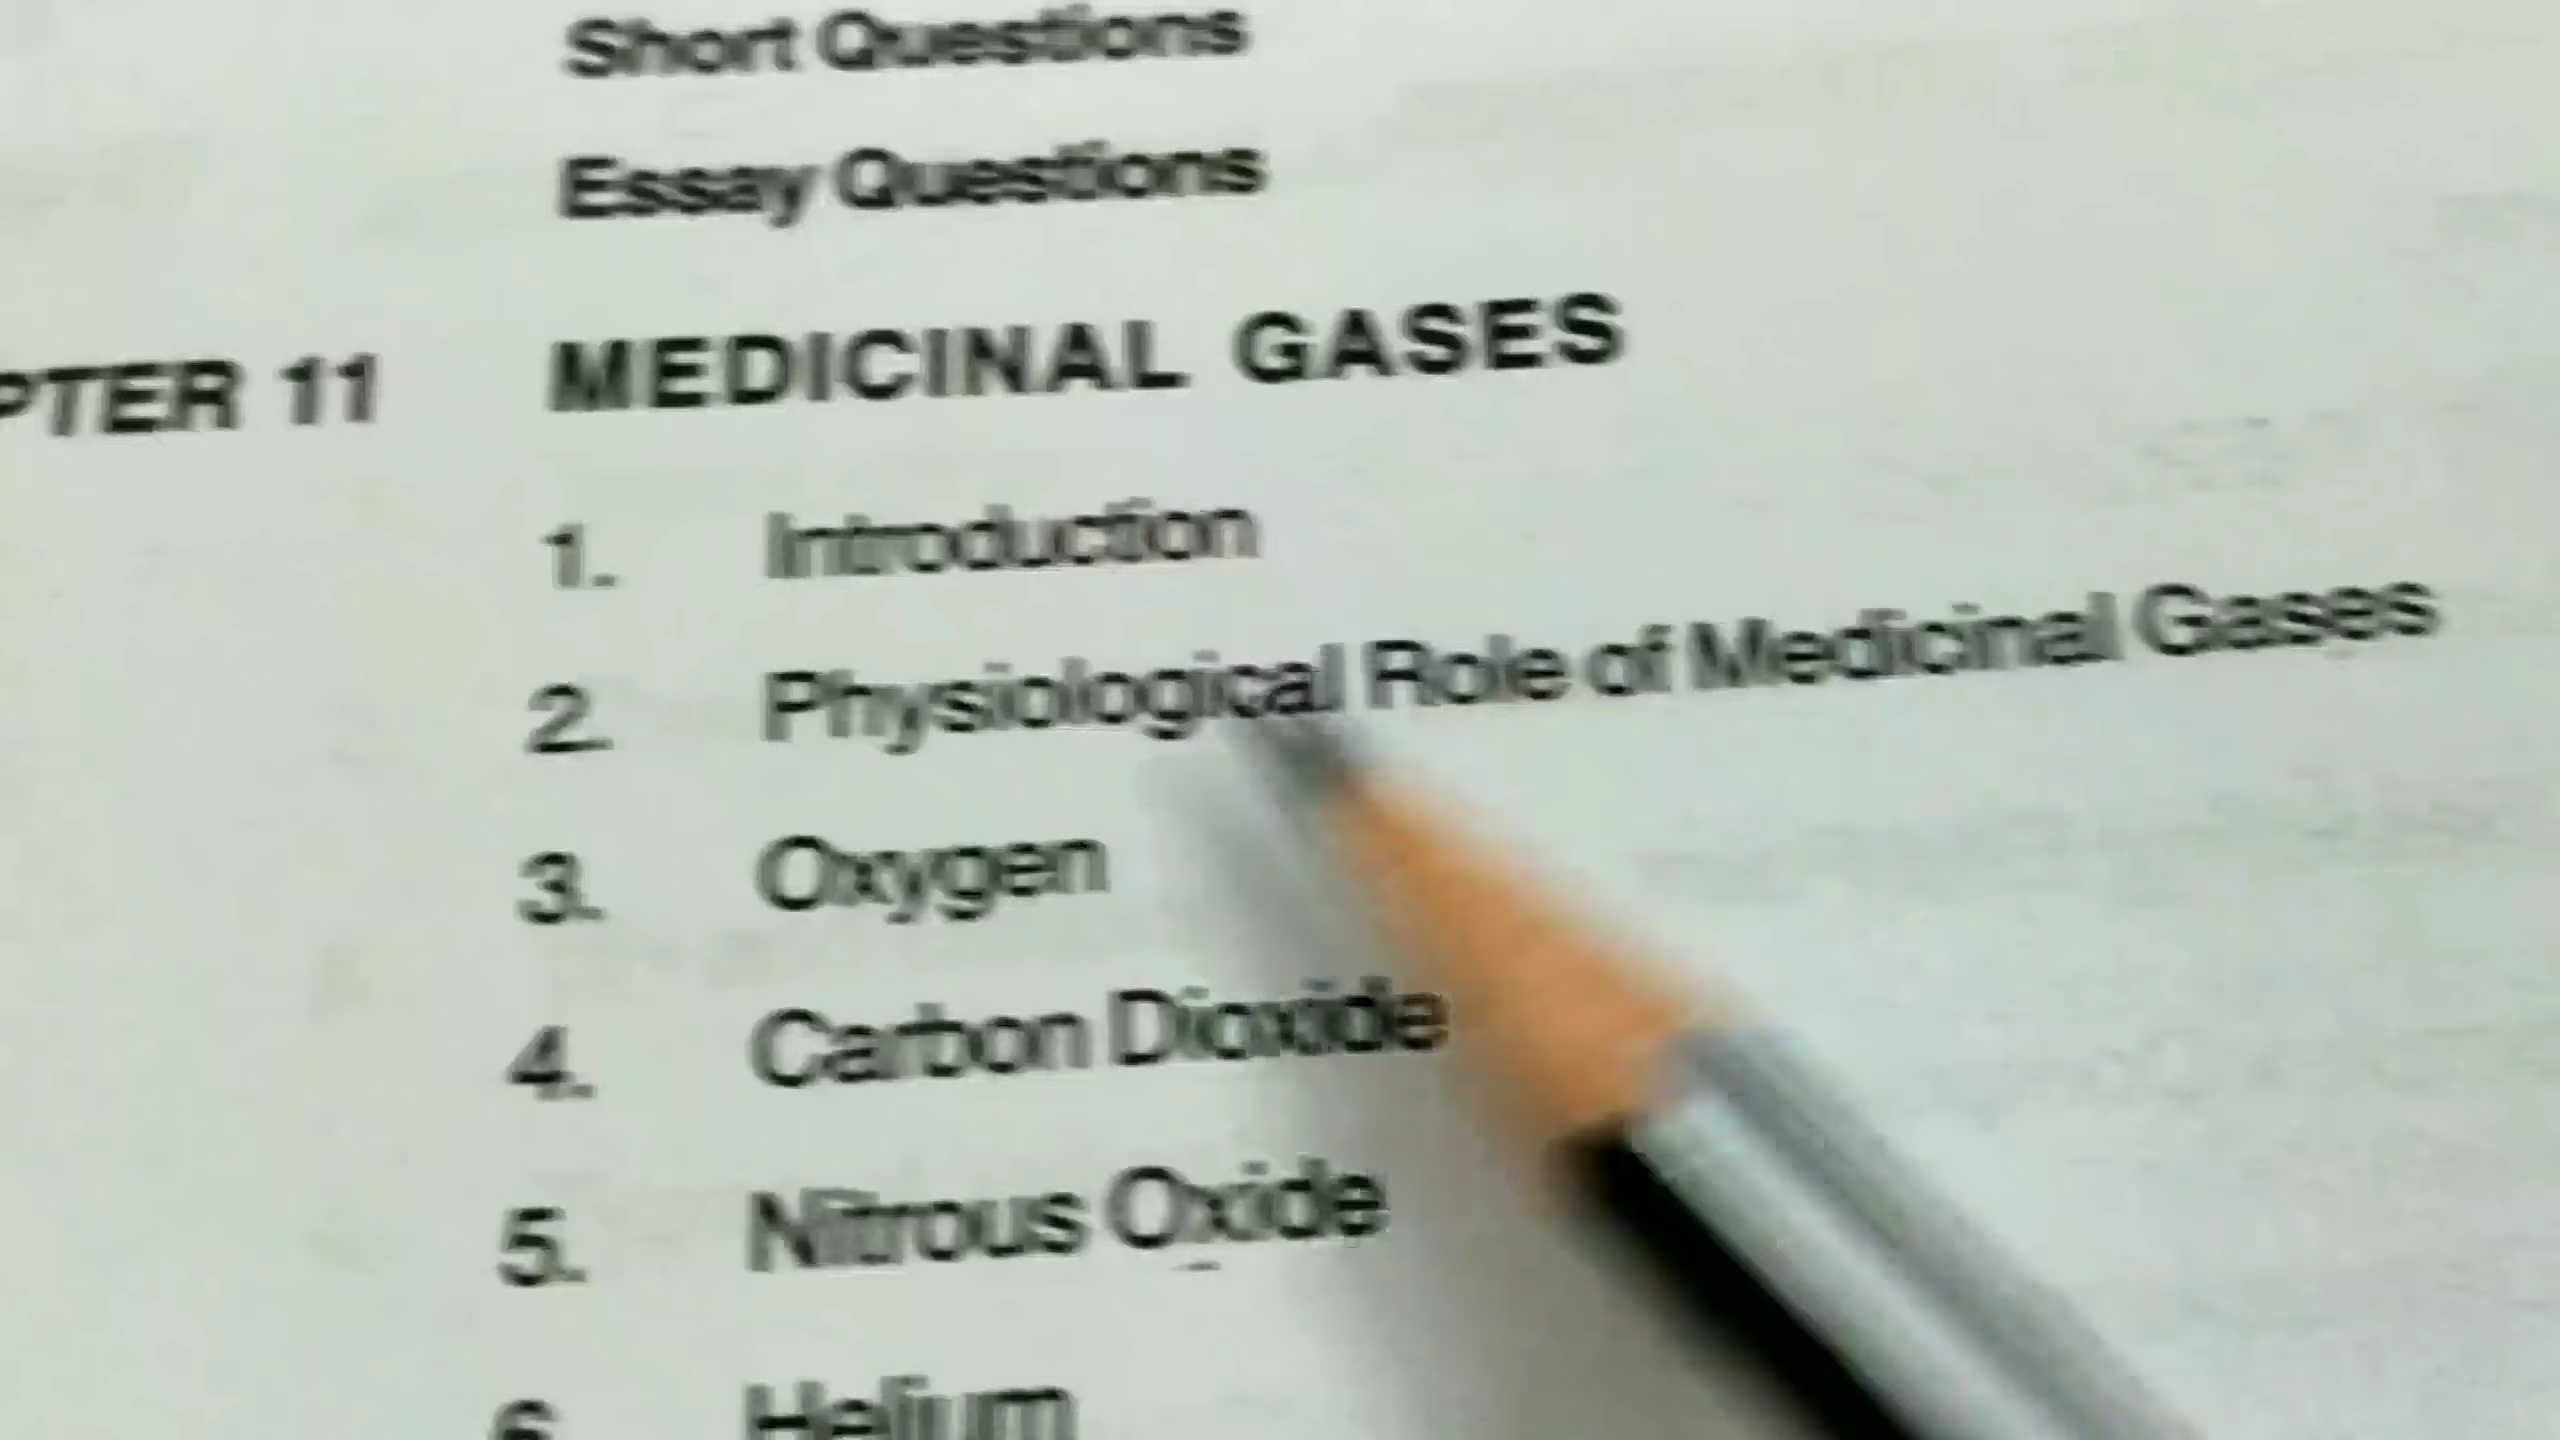 Short Questions
Essay Questions
PTER 11 MEDICINAL GASES
1. Introduction
2. Physiological Role of Medicinal Gases
3. Oxygen
4. Carbon Dioxide
5. Nitrous Oxide
6. Helium